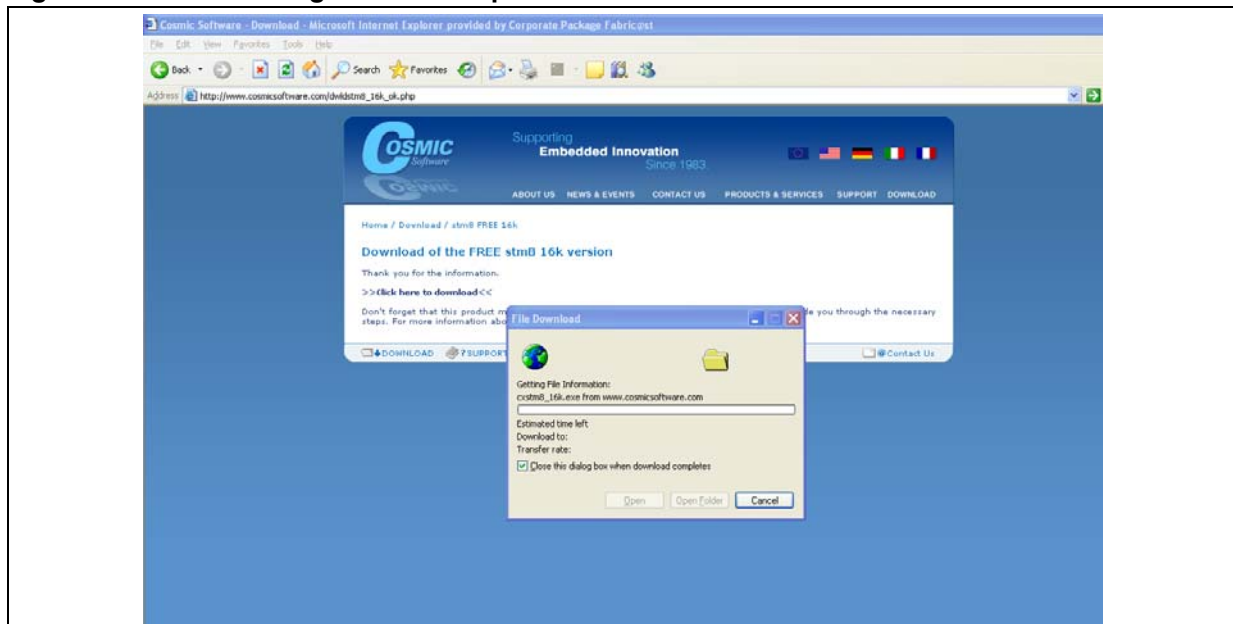 Cosmic Software - Download - Microsoft Internet Explorer provided by Corporate Package Fabric@st
File Edit View Favorites Tools Help
Back Search Favorites
Address http://www.cosmicsoftware.com/dwldstm8_16k_ok.php
COSMIC
Software
Supporting
Embedded Innovation
Since 1983
ABOUT US NEWS & EVENTS CONTACT US PRODUCTS & SERVICES SUPPORT DOWNLOAD
Home / Download / stm8 FREE 16k
Download of the FREE stm8 16k version
Thank you for the information.
>>Click here to download<<
Don't forget that this product m
e you through the necessary
steps. For more information abo
DOWNLOAD ?SUPPORT
@Contact Us
File Download
Getting File Information:
cxstm8_16k.exe from www.cosmicsoftware.com
Estimated time left
Download to:
Transfer rate:
Close this dialog box when download completes
Open Open Folder Cancel